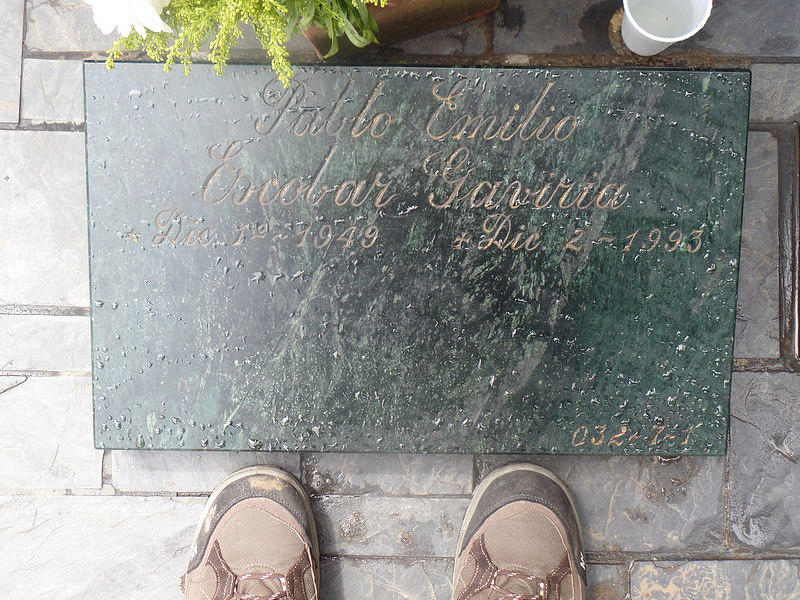 Pablo Emilio
Escobar Gaviria
* Dic. 1º~1949 + Dic. 2~1993
032~1~1